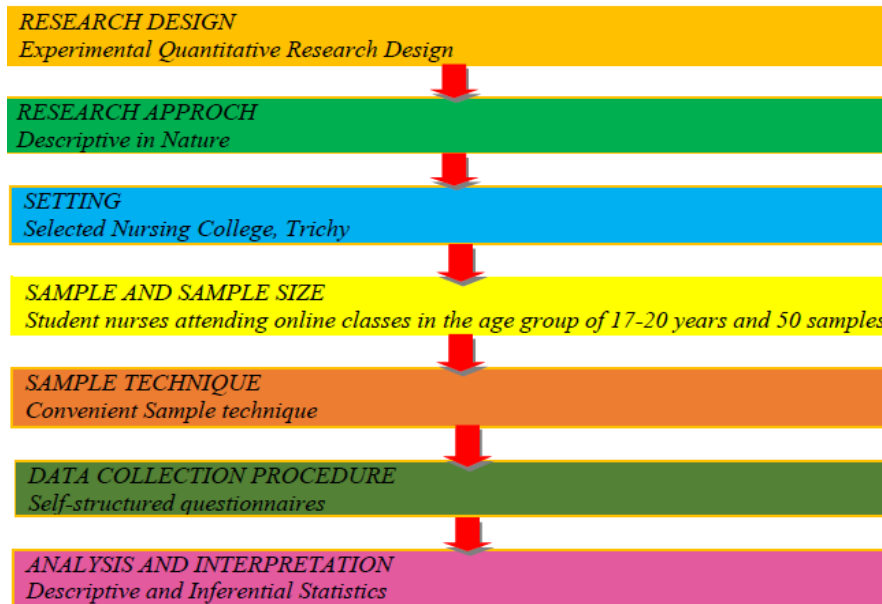 RESEARCH DESIGN
Experimental Quantitative Research Design
RESEARCH APPROCH
Descriptive in Nature
SETTING
Selected Nursing College, Trichy
SAMPLE AND SAMPLE SIZE
Student nurses attending online classes in the age group of 17-20 years and 50 samples
SAMPLE TECHNIQUE
Convenient Sample technique
DATA COLLECTION PROCEDURE
Self-structured questionnaires
ANALYSIS AND INTERPRETATION
Descriptive and Inferential Statistics